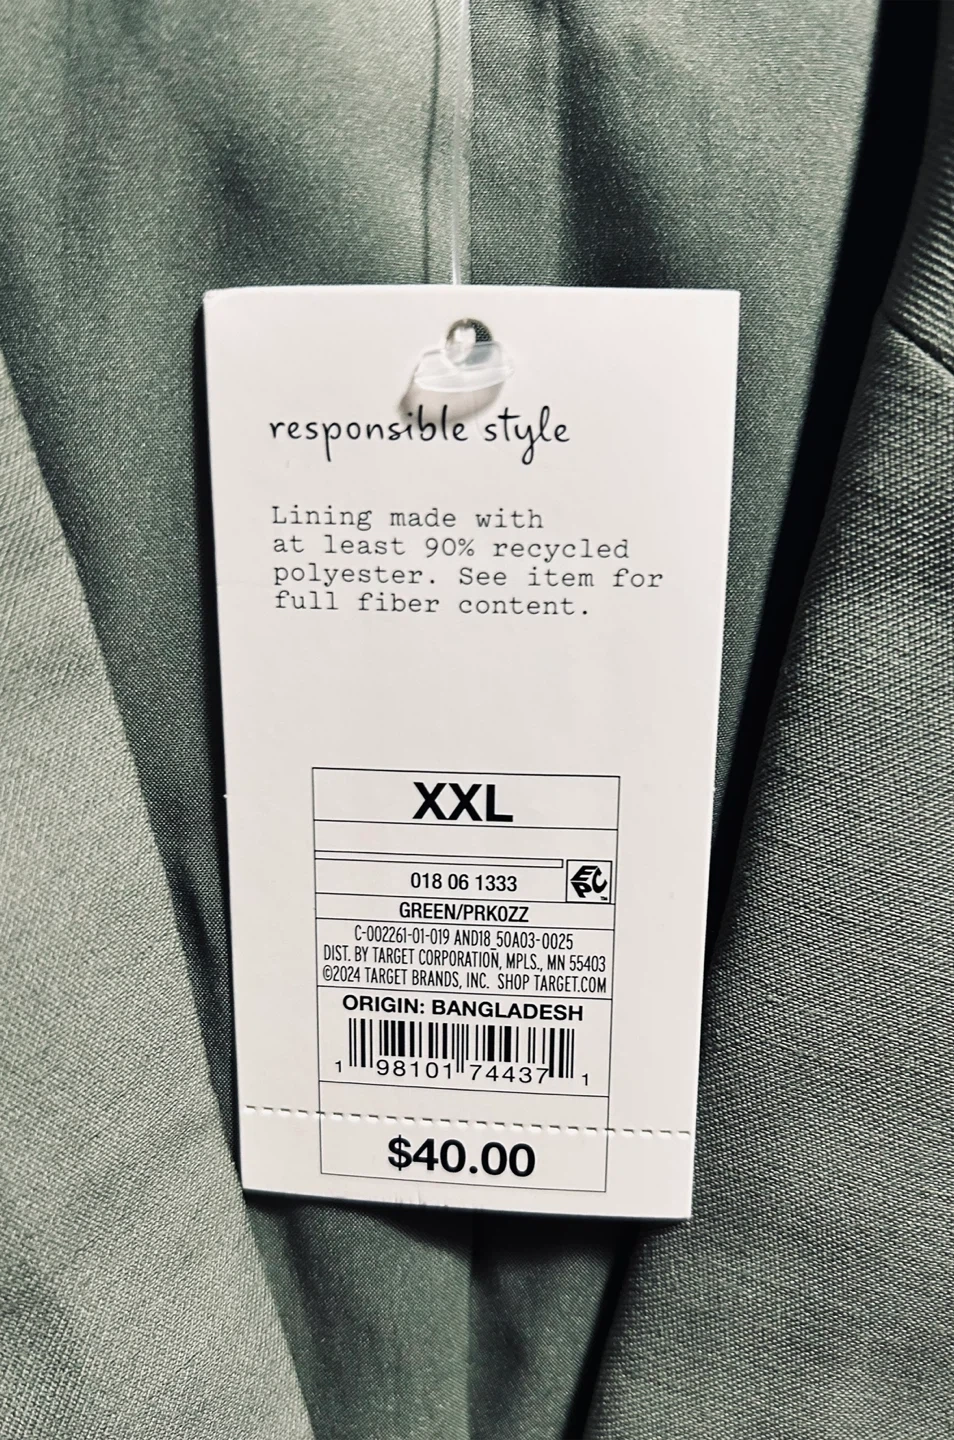 responsible style
Lining made with
at least 90% recycled
polyester. See item for
full fiber content.
XXL
018 06 1333
EPC™
GREEN/PRK0ZZ
C-002261-01-019 AND18_50A03-0025
DIST. BY TARGET CORPORATION, MPLS., MN 55403
©2024 TARGET BRANDS, INC. SHOP TARGET.COM
ORIGIN: BANGLADESH
1 98101 74437 1
$40.00